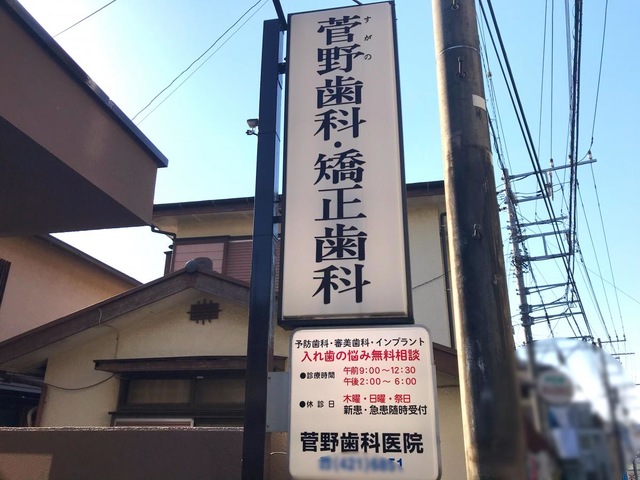 すがの
菅野歯科・矯正歯科
予防歯科・審美歯科・インプラント
入れ歯の悩み無料相談
●診療時間 午前9:00〜12:30
午後2:00〜 6:00
●休診日 木曜・日曜・祭日
新患・急患随時受付
菅野歯科医院